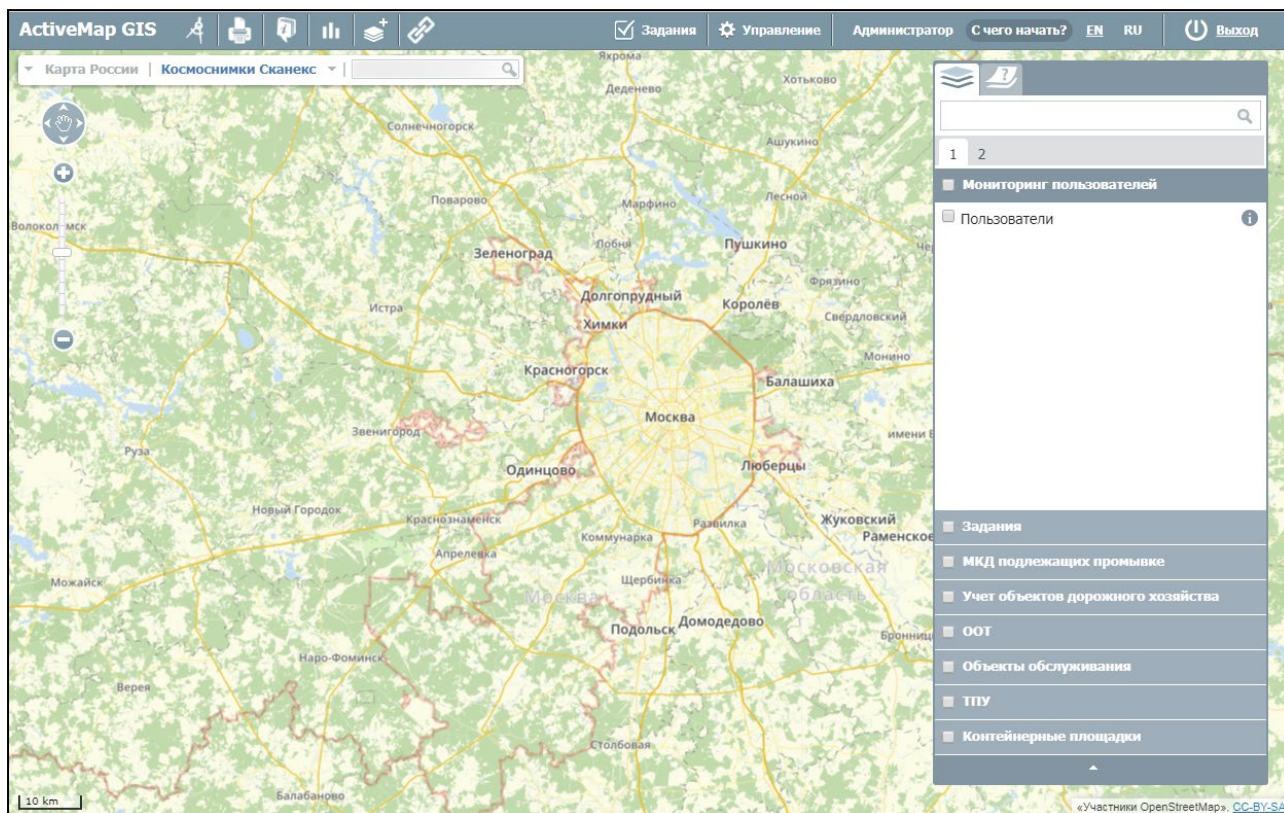 ActiveMap GIS Задания Управление Администратор С чего начать? EN RU Выход
Карта России | Космоснимки Сканекс
Яхрома
Деденево
Хотьково
Солнечногорск
Ашукино
Поварово
Марфино
Лесной
Лобня
Пушкино
Зеленоград
Фрязино
Долгопрудный
Королёв
Истра
Химки
Свердловский
Монино
Красногорск
Балашиха
Москва
Звенигород
имени
Руза
Одинцово
Люберцы
Новый Городок
Краснознаменск
Развилка
Жуковский
Коммунарка
Раменское
Апрелевка
Можайск
Щербинка
Московская
область
Москва
Подольск
Домодедово
Наро-Фоминск
Верея
Столбовая
Балабаново
10 km
1 2
Мониторинг пользователей
Пользователи
Задания
МКД подлежащих промывке
Учет объектов дорожного хозяйства
ООТ
Объекты обслуживания
ТПУ
Контейнерные площадки
«Участники OpenStreetMap», CC-BY-SA